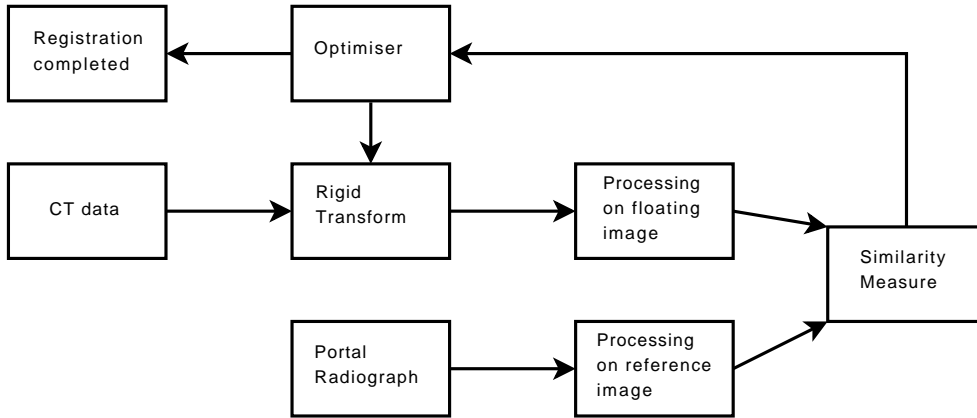 Registration
completed
Optimiser
CT data
Rigid
Transform
Processing
on floating
image
Similarity
Measure
Portal
Radiograph
Processing
on reference
image